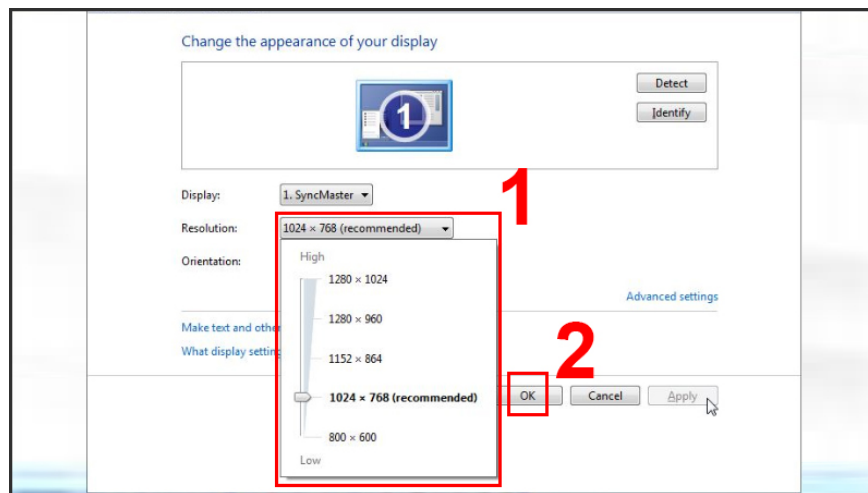 Change the appearance of your display
1
Detect
Identify
Display:
1. SyncMaster
1
Resolution:
1024 × 768 (recommended)
Orientation:
High
1280 × 1024
Advanced settings
1280 × 960
Make text and othe
What display settin
1152 × 864
2
1024 × 768 (recommended)
OK
Cancel
Apply
800 × 600
Low